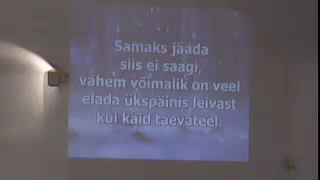 Samaks jääda
siis ei saagi,
vähem võimalik on veel
elada ükspäinis leivast
kui käid taevateel.